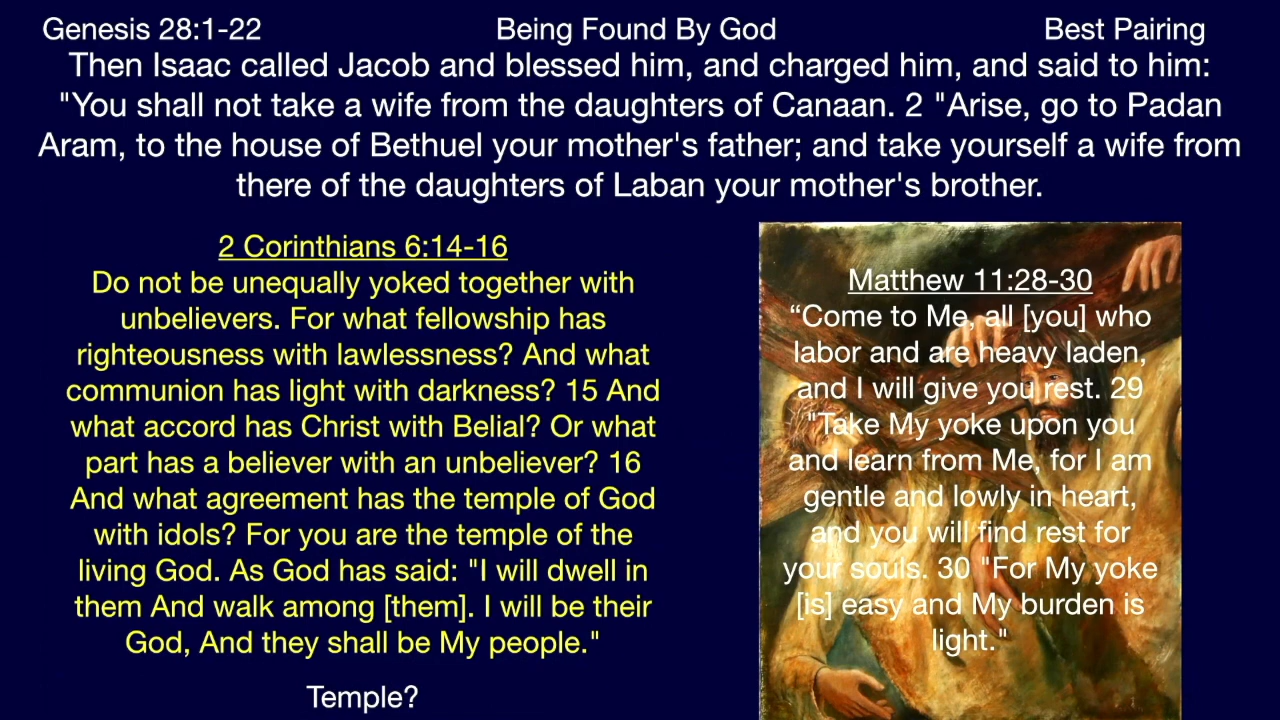 Genesis 28:1-22 Being Found By God Best Pairing
Then Isaac called Jacob and blessed him, and charged him, and said to him:
"You shall not take a wife from the daughters of Canaan. 2 "Arise, go to Padan
Aram, to the house of Bethuel your mother's father; and take yourself a wife from
there of the daughters of Laban your mother's brother.
2 Corinthians 6:14-16
Do not be unequally yoked together with
unbelievers. For what fellowship has
righteousness with lawlessness? And what
communion has light with darkness? 15 And
what accord has Christ with Belial? Or what
part has a believer with an unbeliever? 16
And what agreement has the temple of God
with idols? For you are the temple of the
living God. As God has said: "I will dwell in
them And walk among [them]. I will be their
God, And they shall be My people."
Temple?
Matthew 11:28-30
“Come to Me, all [you] who
labor and are heavy laden,
and I will give you rest. 29
"Take My yoke upon you
and learn from Me, for I am
gentle and lowly in heart,
and you will find rest for
your souls. 30 "For My yoke
[is] easy and My burden is
light."